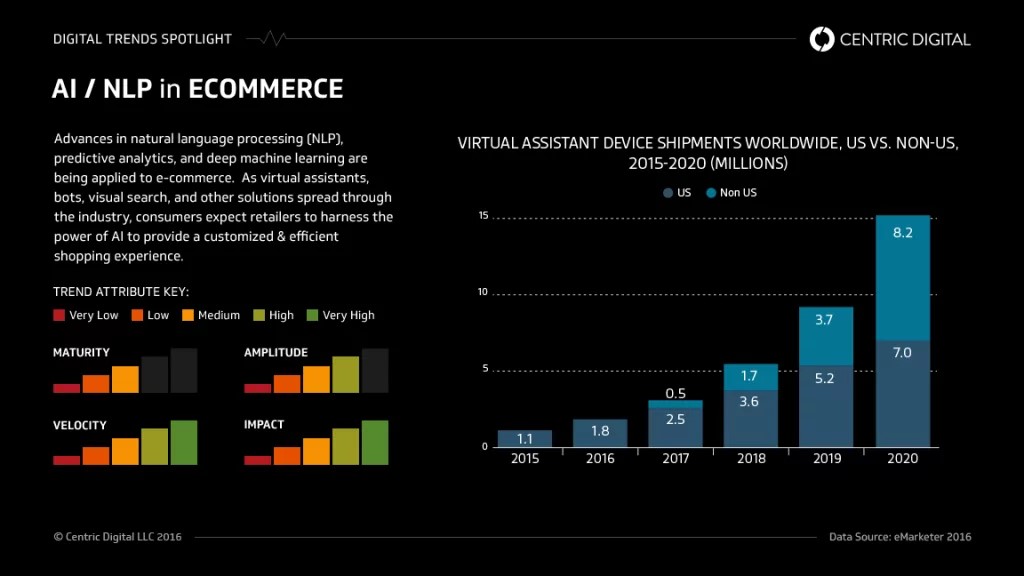 DIGITAL TRENDS SPOTLIGHT
CENTRIC DIGITAL
AI / NLP in ECOMMERCE
Advances in natural language processing (NLP),
predictive analytics, and deep machine learning are
being applied to e-commerce.  As virtual assistants,
bots, visual search, and other solutions spread through
the industry, consumers expect retailers to harness the
power of AI to provide a customized & efficient
shopping experience.
TREND ATTRIBUTE KEY:
Very Low Low Medium High Very High
MATURITY
AMPLITUDE
VELOCITY
IMPACT
VIRTUAL ASSISTANT DEVICE SHIPMENTS WORLDWIDE, US VS. NON-US,
2015-2020 (MILLIONS)
US Non US
15
8.2
10
3.7
7.0
5
1.7
5.2
0.5
3.6
2.5
1.8
1.1
0
2015 2016 2017 2018 2019 2020
© Centric Digital LLC 2016
Data Source: eMarketer 2016